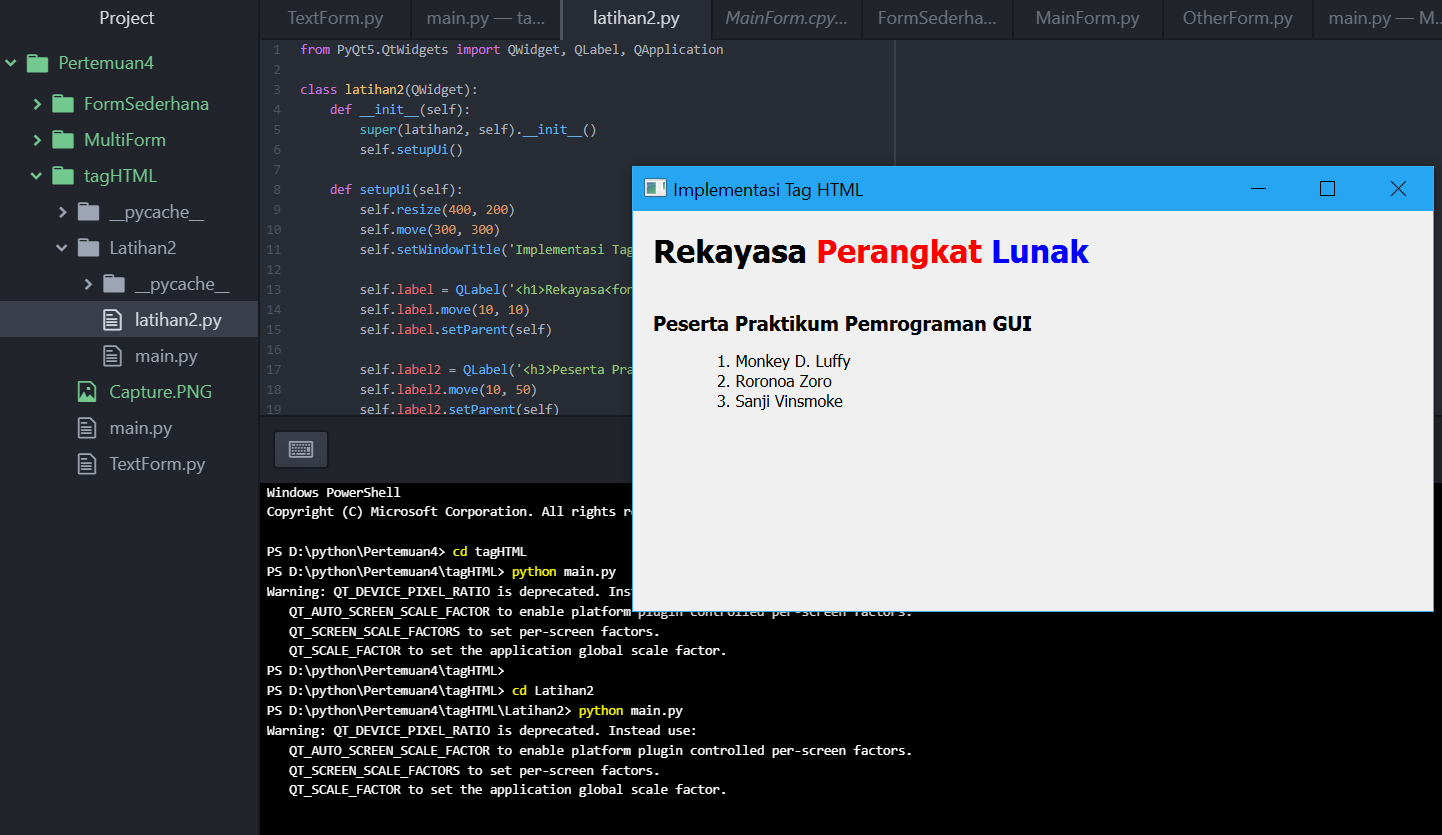 Project
Pertemuan4
FormSederhana
MultiForm
tagHTML
__pycache__
Latihan2
__pycache__
latihan2.py
main.py
Capture.PNG
main.py
TextForm.py
TextForm.py
main.py — ta...
latihan2.py
MainForm.cpy...
FormSederha...
MainForm.py
OtherForm.py
main.py — M...
1 from PyQt5.QtWidgets import QWidget, QLabel, QApplication
2
3 class latihan2(QWidget):
4 def __init__(self):
5 super(latihan2, self).__init__()
6 self.setupUi()
7
8 def setupUi(self):
9 self.resize(400, 200)
10 self.move(300, 300)
11 self.setWindowTitle('Implementasi Tag
12
13 self.label = QLabel('<h1>Rekayasa<fon
14 self.label.move(10, 10)
15 self.label.setParent(self)
16
17 self.label2 = QLabel('<h3>Peserta Pra
18 self.label2.move(10, 50)
19 self.label2.setParent(self)
Implementasi Tag HTML
Rekayasa Perangkat Lunak
Peserta Praktikum Pemrograman GUI
1. Monkey D. Luffy
2. Roronoa Zoro
3. Sanji Vinsmoke
Windows PowerShell
Copyright (C) Microsoft Corporation. All rights r
PS D:\python\Pertemuan4> cd tagHTML
PS D:\python\Pertemuan4\tagHTML> python main.py
Warning: QT_DEVICE_PIXEL_RATIO is deprecated. Ins
QT_AUTO_SCREEN_SCALE_FACTOR to enable platform plugin controlled per-screen factors.
QT_SCREEN_SCALE_FACTORS to set per-screen factors.
QT_SCALE_FACTOR to set the application global scale factor.
PS D:\python\Pertemuan4\tagHTML>
PS D:\python\Pertemuan4\tagHTML> cd Latihan2
PS D:\python\Pertemuan4\tagHTML\Latihan2> python main.py
Warning: QT_DEVICE_PIXEL_RATIO is deprecated. Instead use:
QT_AUTO_SCREEN_SCALE_FACTOR to enable platform plugin controlled per-screen factors.
QT_SCREEN_SCALE_FACTORS to set per-screen factors.
QT_SCALE_FACTOR to set the application global scale factor.